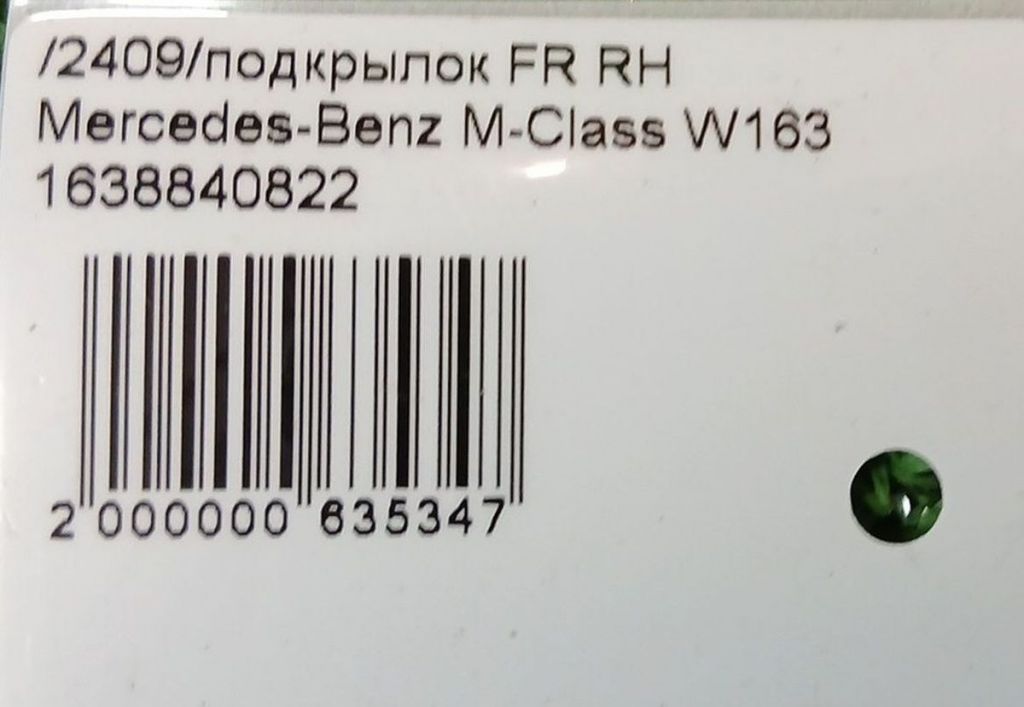 /2409/подкрылок FR RH
Mercedes-Benz M-Class W163
1638840822
2 000000 635347